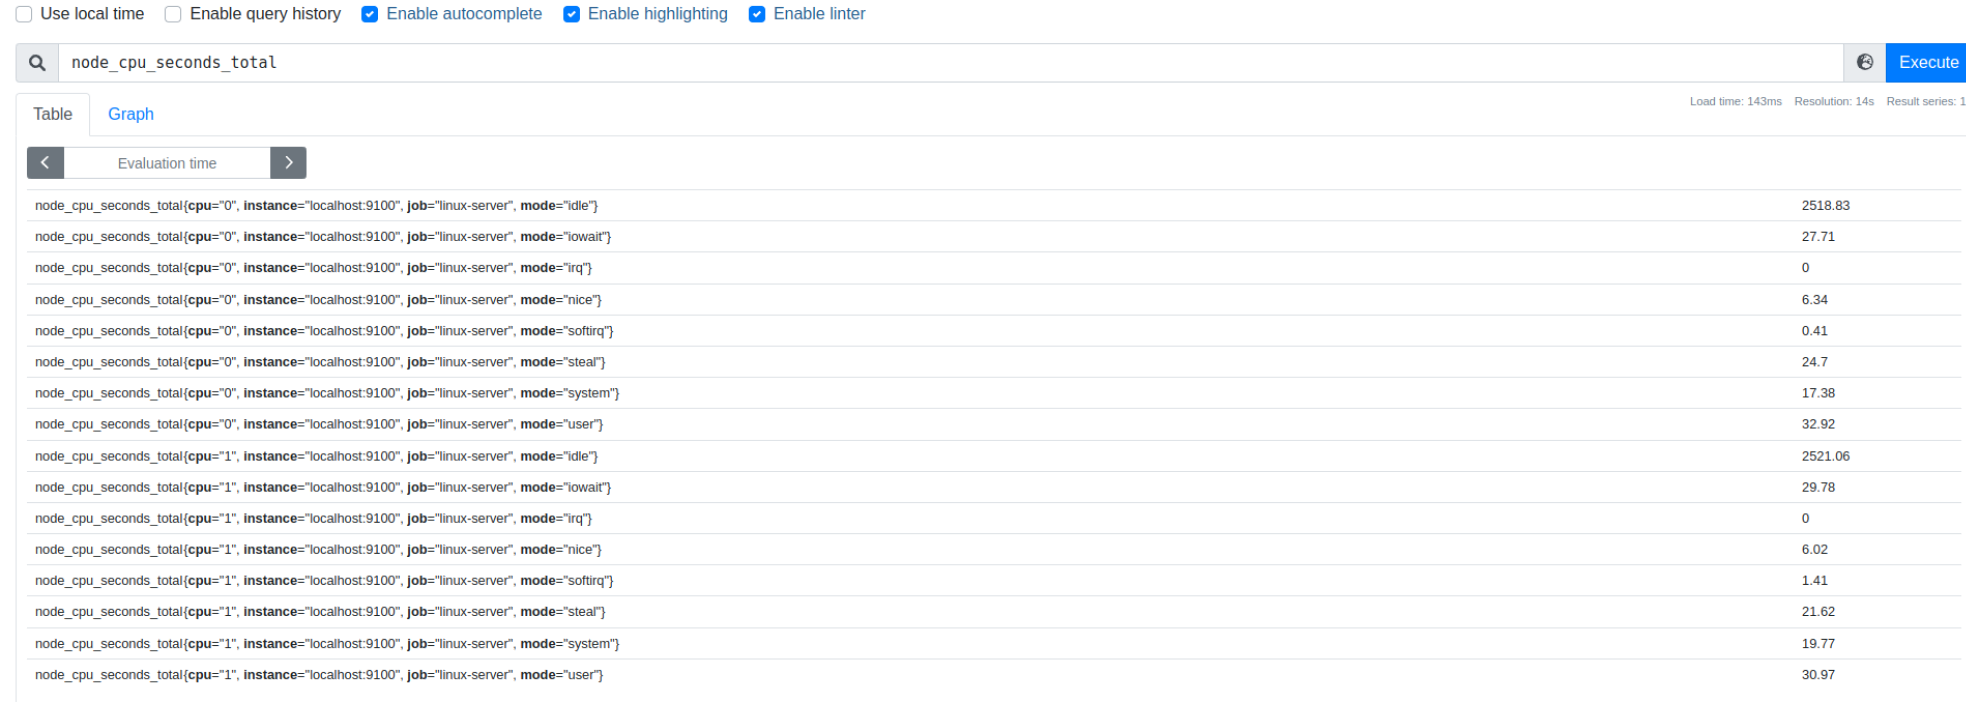 Use local time Enable query history Enable autocomplete Enable highlighting Enable linter
node_cpu_seconds_total Execute
Table Graph Load time: 143ms Resolution: 14s Result series: 1
Evaluation time
node_cpu_seconds_total{cpu="0", instance="localhost:9100", job="linux-server", mode="idle"} 2518.83
node_cpu_seconds_total{cpu="0", instance="localhost:9100", job="linux-server", mode="iowait"} 27.71
node_cpu_seconds_total{cpu="0", instance="localhost:9100", job="linux-server", mode="irq"} 0
node_cpu_seconds_total{cpu="0", instance="localhost:9100", job="linux-server", mode="nice"} 6.34
node_cpu_seconds_total{cpu="0", instance="localhost:9100", job="linux-server", mode="softirq"} 0.41
node_cpu_seconds_total{cpu="0", instance="localhost:9100", job="linux-server", mode="steal"} 24.7
node_cpu_seconds_total{cpu="0", instance="localhost:9100", job="linux-server", mode="system"} 17.38
node_cpu_seconds_total{cpu="0", instance="localhost:9100", job="linux-server", mode="user"} 32.92
node_cpu_seconds_total{cpu="1", instance="localhost:9100", job="linux-server", mode="idle"} 2521.06
node_cpu_seconds_total{cpu="1", instance="localhost:9100", job="linux-server", mode="iowait"} 29.78
node_cpu_seconds_total{cpu="1", instance="localhost:9100", job="linux-server", mode="irq"} 0
node_cpu_seconds_total{cpu="1", instance="localhost:9100", job="linux-server", mode="nice"} 6.02
node_cpu_seconds_total{cpu="1", instance="localhost:9100", job="linux-server", mode="softirq"} 1.41
node_cpu_seconds_total{cpu="1", instance="localhost:9100", job="linux-server", mode="steal"} 21.62
node_cpu_seconds_total{cpu="1", instance="localhost:9100", job="linux-server", mode="system"} 19.77
node_cpu_seconds_total{cpu="1", instance="localhost:9100", job="linux-server", mode="user"} 30.97